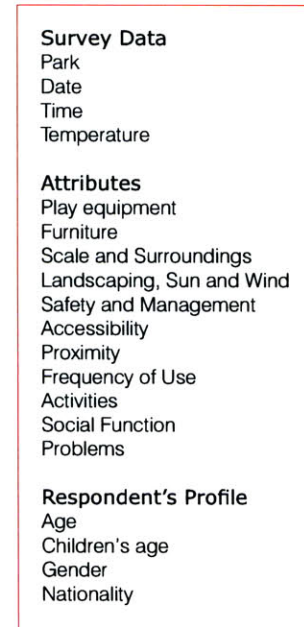 Survey Data
Park
Date
Time
Temperature
Attributes
Play equipment
Furniture
Scale and Surroundings
Landscaping, Sun and Wind
Safety and Management
Accessibility
Proximity
Frequency of Use
Activities
Social Function
Problems
Respondent's Profile
Age
Children's age
Gender
Nationality